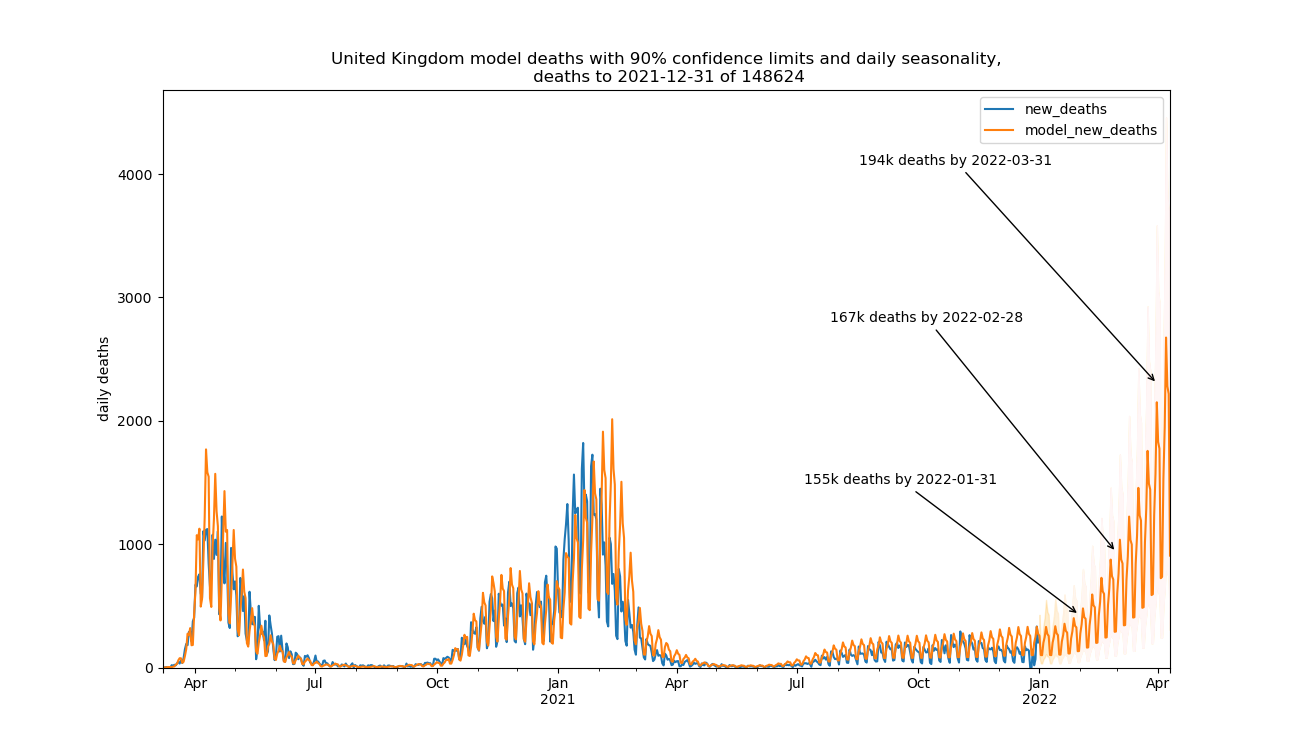 United Kingdom model deaths with 90% confidence limits and daily seasonality,
deaths to 2021-12-31 of 148624
new_deaths
model_new_deaths
194k deaths by 2022-03-31
167k deaths by 2022-02-28
155k deaths by 2022-01-31
daily deaths
4000
3000
2000
1000
0
Apr
Jul
Oct
Jan
2021
Apr
Jul
Oct
Jan
2022
Apr